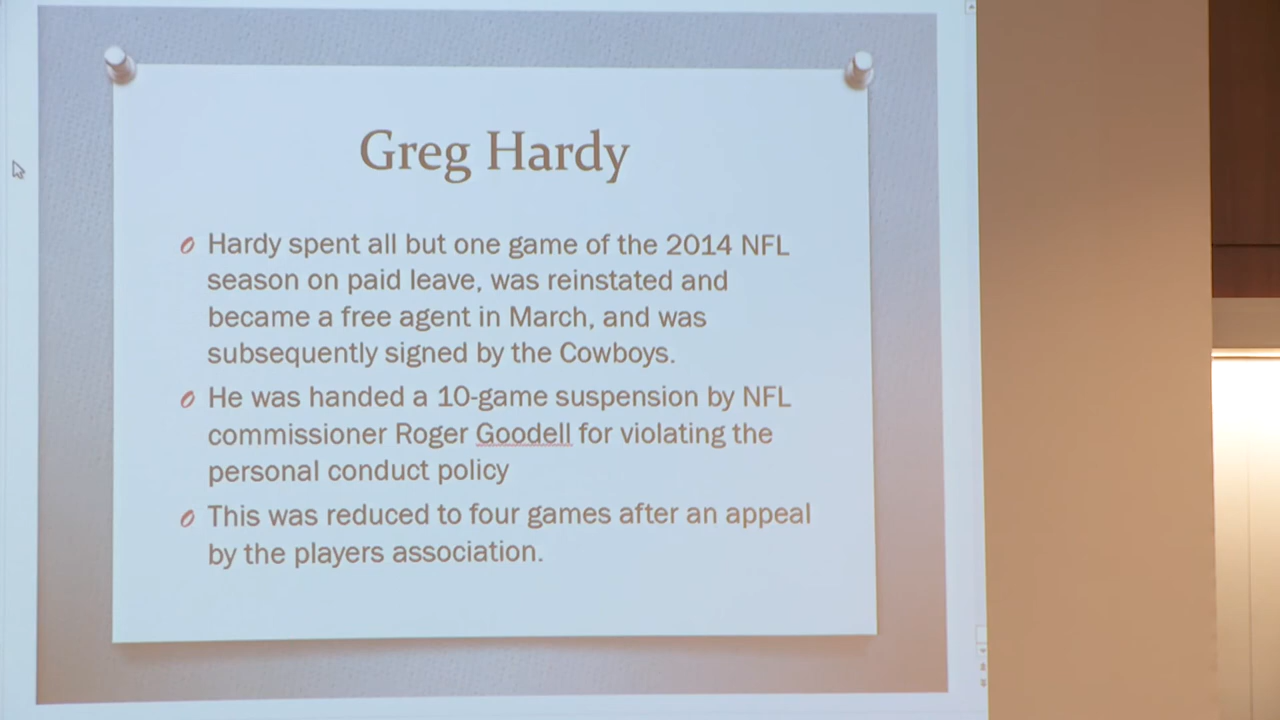 Greg Hardy
Hardy spent all but one game of the 2014 NFL
season on paid leave, was reinstated and
became a free agent in March, and was
subsequently signed by the Cowboys.
He was handed a 10-game suspension by NFL
commissioner Roger Goodell for violating the
personal conduct policy
This was reduced to four games after an appeal
by the players association.